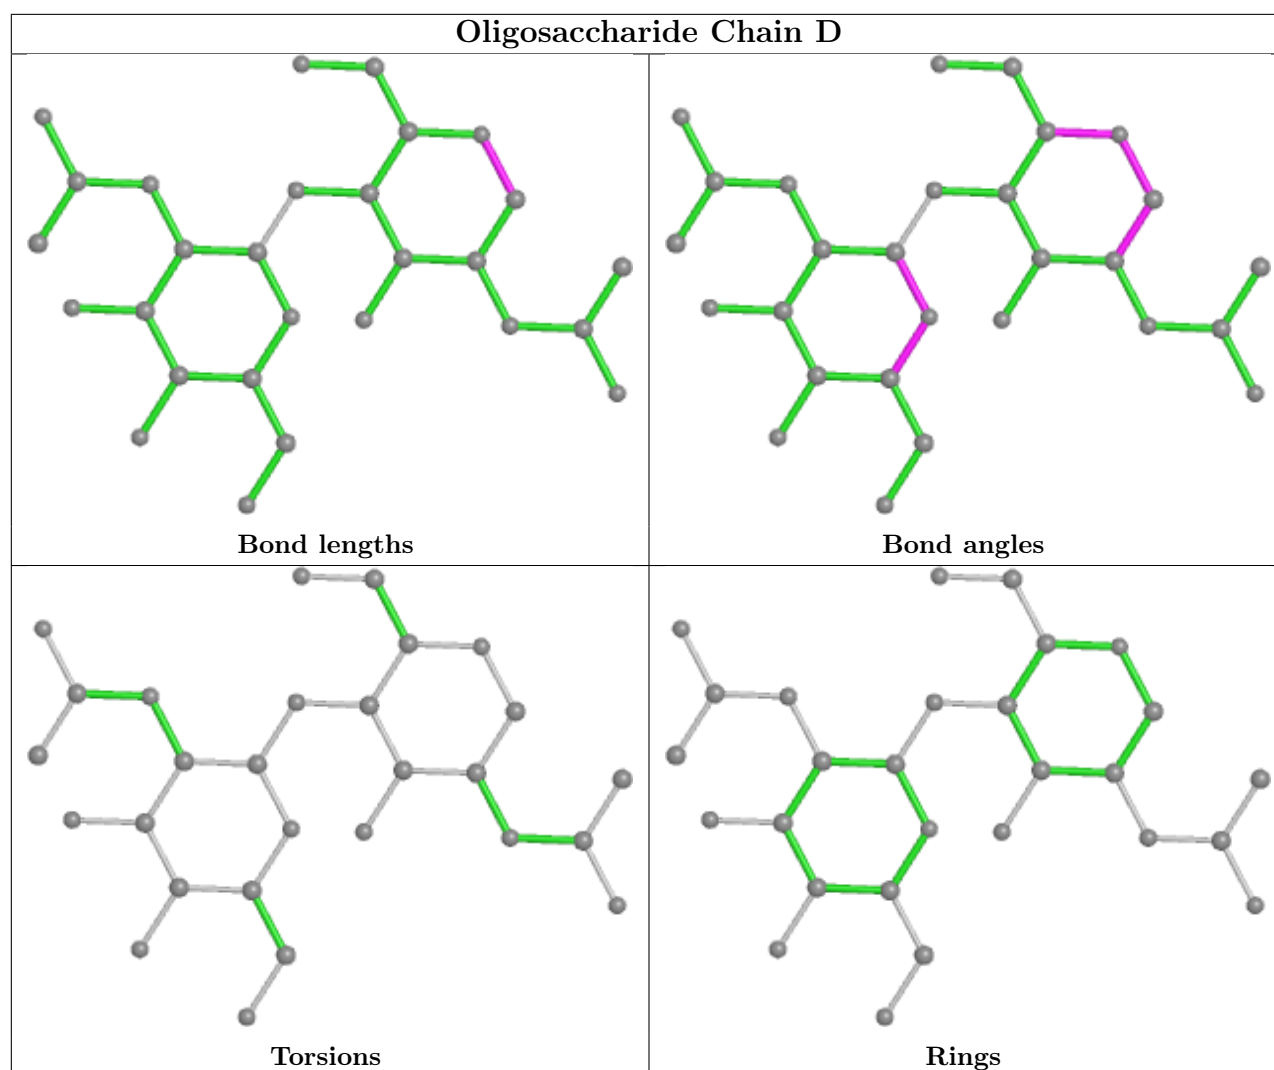 Oligosaccharide Chain D
Bond lengths
Bond angles
Torsions
Rings